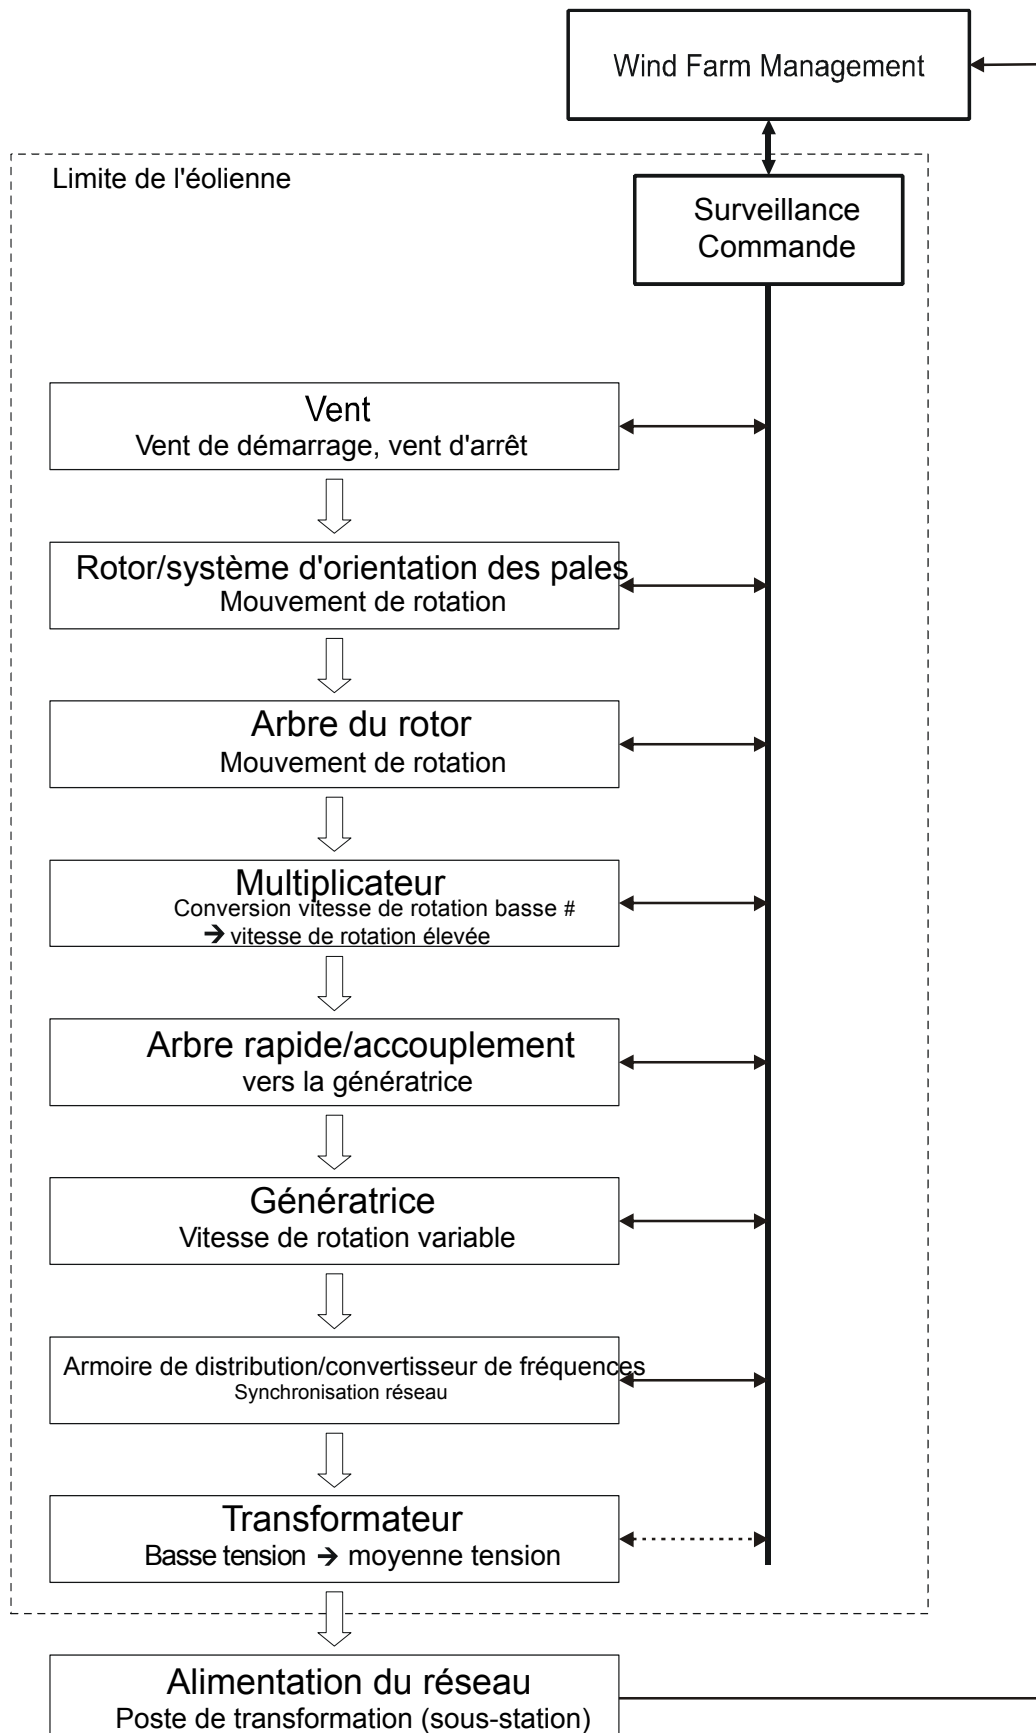 Wind Farm Management
Limite de l'éolienne
Surveillance
Commande
Vent
Vent de démarrage, vent d'arrêt
Rotor/système d'orientation des pales
Mouvement de rotation
Arbre du rotor
Mouvement de rotation
Multiplicateur
Conversion vitesse de rotation basse #
➔ vitesse de rotation élevée
Arbre rapide/accouplement
vers la génératrice
Génératrice
Vitesse de rotation variable
Armoire de distribution/convertisseur de fréquences
Synchronisation réseau
Transformateur
Basse tension ➔ moyenne tension
Alimentation du réseau
Poste de transformation (sous-station)